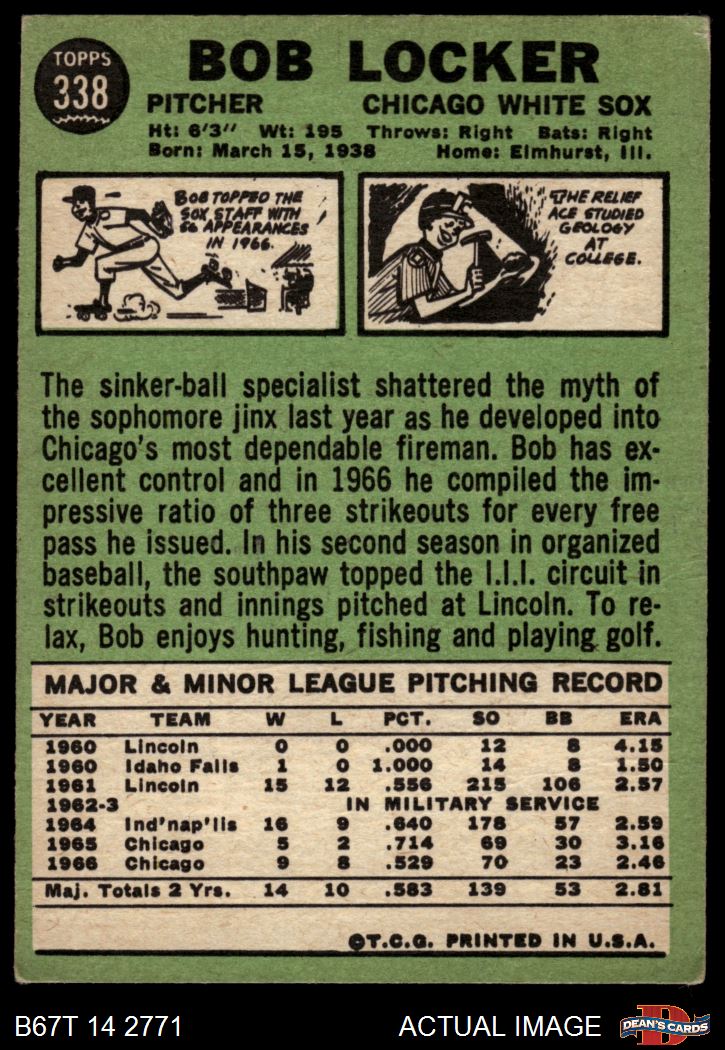 TOPPS
338
BOB LOCKER
PITCHER CHICAGO WHITE SOX
Ht: 6'3" Wt: 195 Throws: Right Bats: Right
Born: March 15, 1938 Home: Elmhurst, Ill.
BOB TOPPED THE
SOX STAFF WITH
56 APPEARANCES
IN 1966.
THE RELIEF
ACE STUDIED
GEOLOGY
AT
COLLEGE.
The sinker-ball specialist shattered the myth of
the sophomore jinx last year as he developed into
Chicago's most dependable fireman. Bob has ex-
cellent control and in 1966 he compiled the im-
pressive ratio of three strikeouts for every free
pass he issued. In his second season in organized
baseball, the southpaw topped the I.I.I. circuit in
strikeouts and innings pitched at Lincoln. To re-
lax, Bob enjoys hunting, fishing and playing golf.
MAJOR & MINOR LEAGUE PITCHING RECORD
YEAR TEAM W L PCT. SO BB ERA
1960 Lincoln 0 0 .000 12 8 4.15
1960 Idaho Falls 1 0 1.000 14 8 1.50
1961 Lincoln 15 12 .556 215 106 2.57
1962-3 IN MILITARY SERVICE
1964 Ind'nap'lis 16 9 .640 178 57 2.59
1965 Chicago 5 2 .714 69 30 3.16
1966 Chicago 9 8 .529 70 23 2.46
Maj. Totals 2 Yrs. 14 10 .583 139 53 2.81
©T.C.G. PRINTED IN U.S.A.
B67T 14 2771 ACTUAL IMAGE
D
DEAN'S CARDS